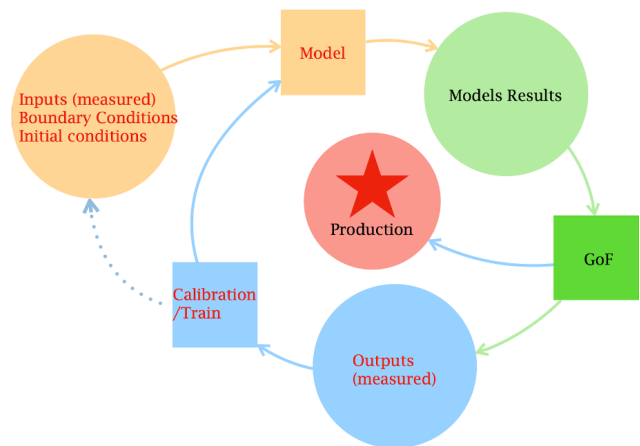 Inputs (measured)
Boundary Conditions
Initial conditions
Model
Models Results
Production
GoF
Calibration
/Train
Outputs
(measured)